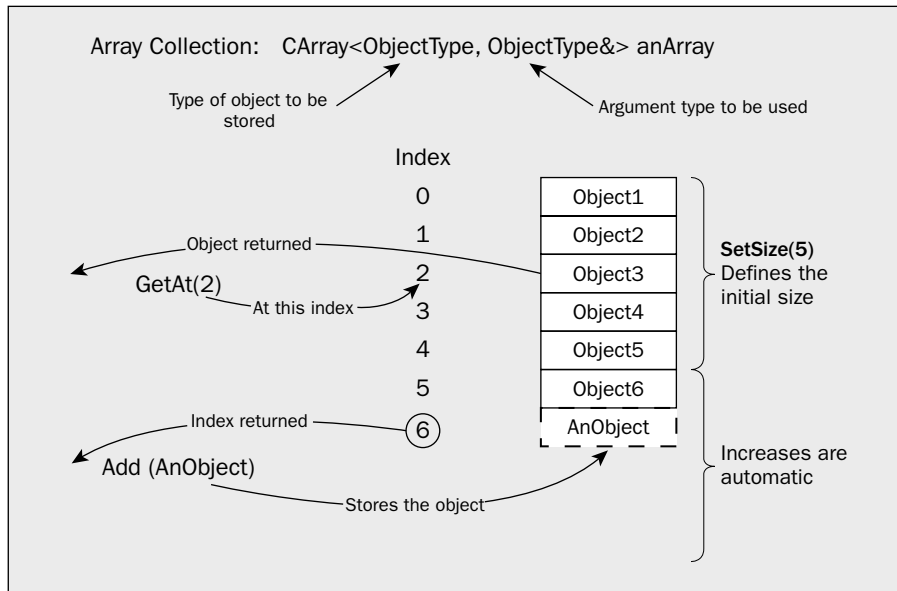 Array Collection: CArray<ObjectType, ObjectType&> anArray
Type of object to be
stored
Argument type to be used
Index
0
Object1
1
Object2
Object returned
2
Object3
GetAt(2)
At this index
3
Object4
4
Object5
SetSize(5)
Defines the
initial size
5
Object6
Index returned
6
AnObject
Add (AnObject)
Stores the object
Increases are
automatic